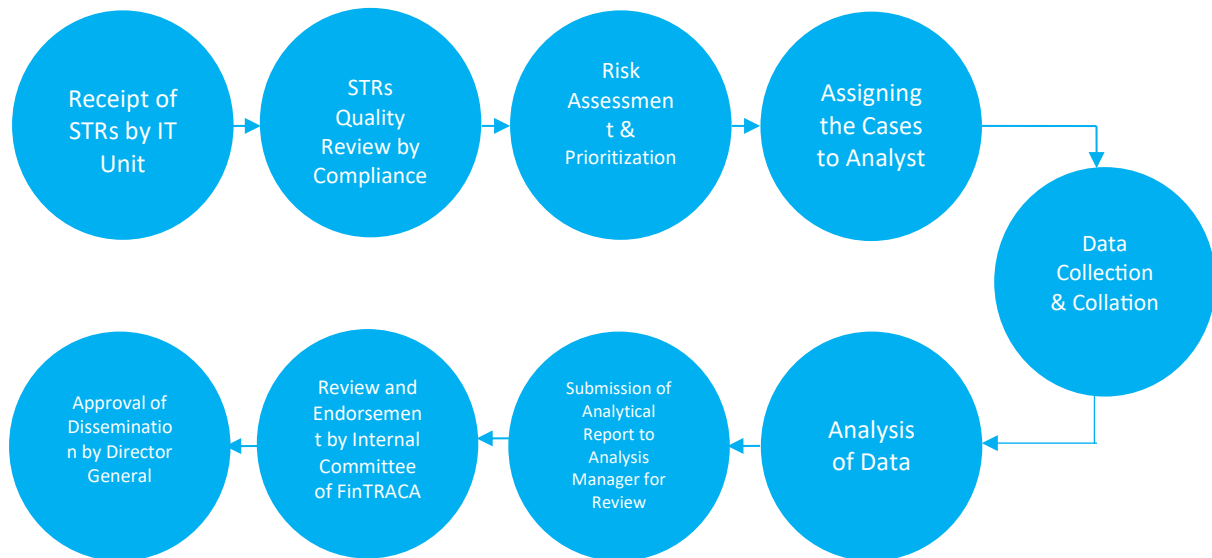 Receipt of
STRs by IT
Unit
STRs
Quality
Review by
Compliance
Risk
Assessmen
t &
Prioritization
Assigning
the Cases
to Analyst
Data
Collection
& Collation
Analysis
of Data
Submission of
Analytical
Report to
Analysis
Manager for
Review
Review and
Endorsemen
t by Internal
Committee
of FinTRACA
Approval of
Disseminatio
n by Director
General